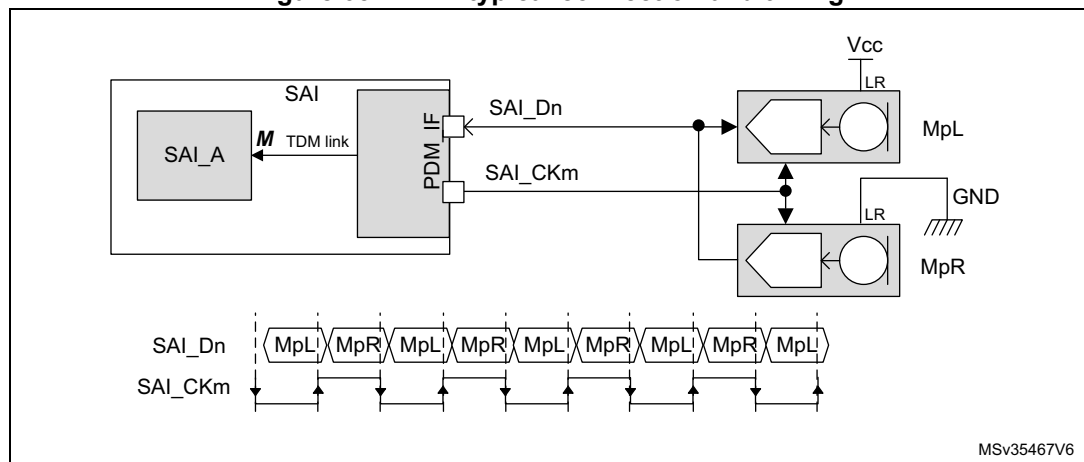 Vcc
SAI
LR
SAI_Dn
MpL
SAI_A
M
TDM link
PDM_IF
SAI_CKm
GND
LR
MpR
SAI_Dn
MpL MpR MpL MpR MpL MpR MpL MpR MpL
SAI_CKm
MSv35467V6